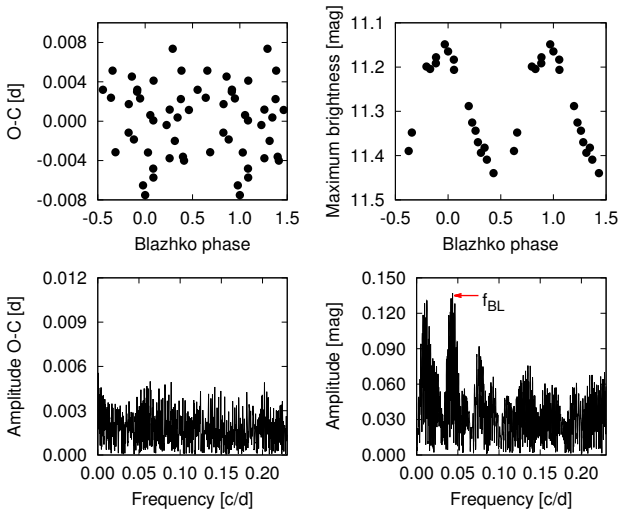 O-C [d]
0.008
0.004
0.000
-0.004
-0.008
-0.5 0.0 0.5 1.0 1.5
Blazhko phase
Maximum brightness [mag]
11.1
11.2
11.3
11.4
11.5
-0.5 0.0 0.5 1.0 1.5
Blazhko phase
Amplitude O-C [d]
0.012
0.009
0.006
0.003
0.000
0.00 0.05 0.10 0.15 0.20
Frequency [c/d]
Amplitude [mag]
0.150
0.120
0.090
0.060
0.030
0.000
f_BL
0.00 0.05 0.10 0.15 0.20
Frequency [c/d]